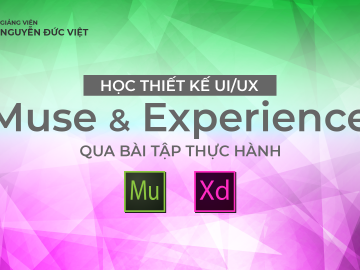 GIẢNG VIÊN
NGUYỄN ĐỨC VIỆT
HỌC THIẾT KẾ UI/UX
Muse & Experience
QUA BÀI TẬP THỰC HÀNH
Mu Xd